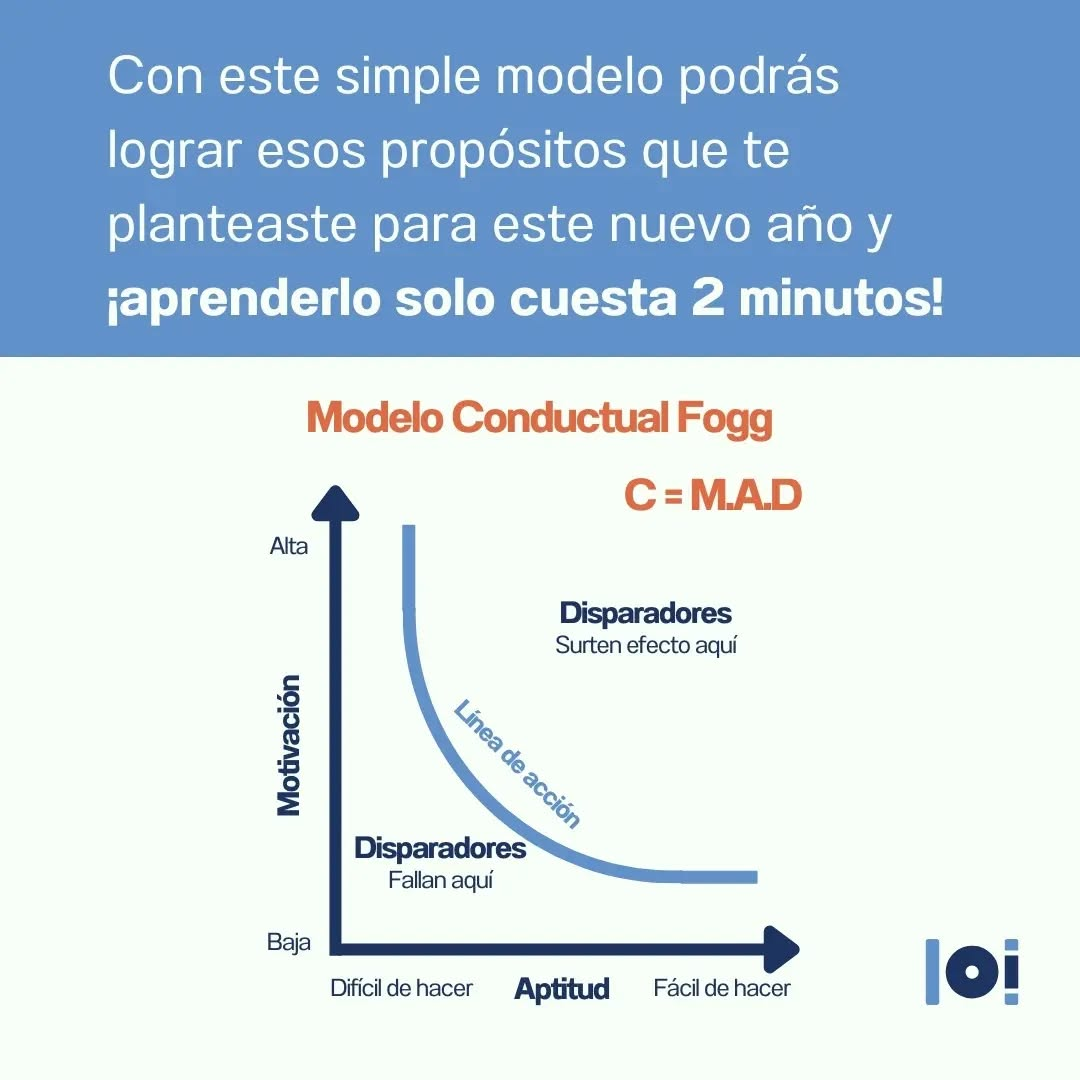 Con este simple modelo podrás
lograr esos propósitos que te
planteaste para este nuevo año y
¡aprenderlo solo cuesta 2 minutos!
Modelo Conductual Fogg
C = M.A.D
Alta
Disparadores
Surten efecto aquí
Motivación
Línea de acción
Disparadores
Fallan aquí
Baja
Difícil de hacer
Aptitud
Fácil de hacer